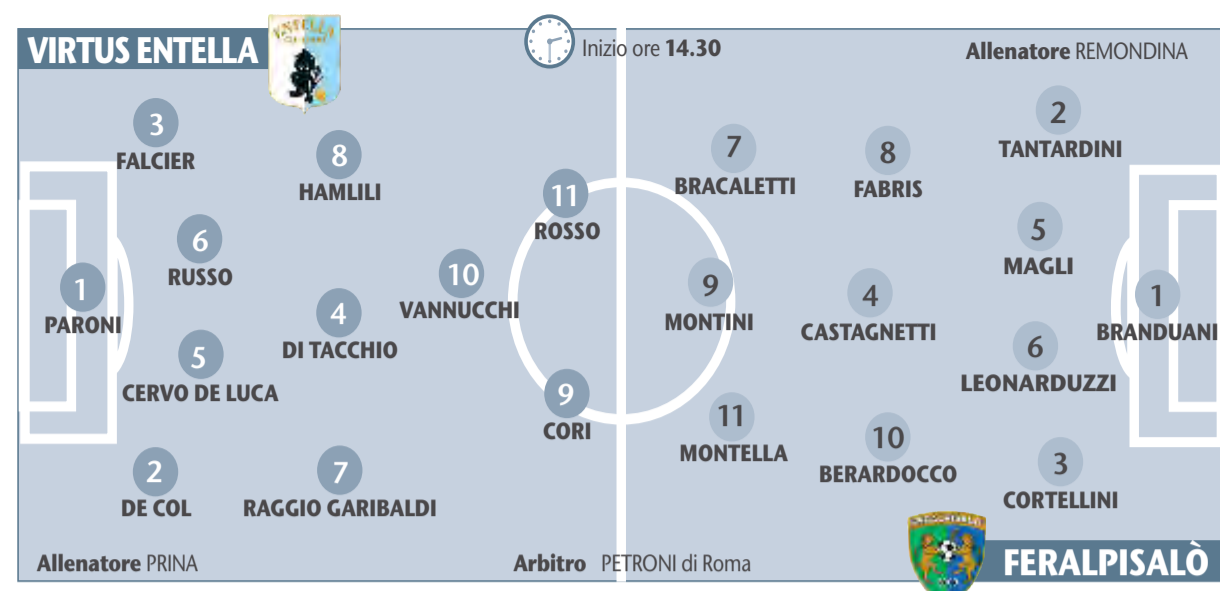 VIRTUS ENTELLA
Inizio ore 14.30
Allenatore REMONDINA
3
FALCIER
8
HAMLILI
11
ROSSO
6
RUSSO
10
VANNUCCHI
1
PARONI
4
DI TACCHIO
5
CERVO DE LUCA
9
CORI
2
DE COL
7
RAGGIO GARIBALDI
7
BRACALETTI
8
FABRIS
2
TANTARDINI
5
MAGLI
9
MONTINI
4
CASTAGNETTI
1
BRANDUANI
6
LEONARDUZZI
11
MONTELLA
10
BERARDOCCO
3
CORTELLINI
Allenatore PRINA
Arbitro PETRONI di Roma
FERALPISALÒ